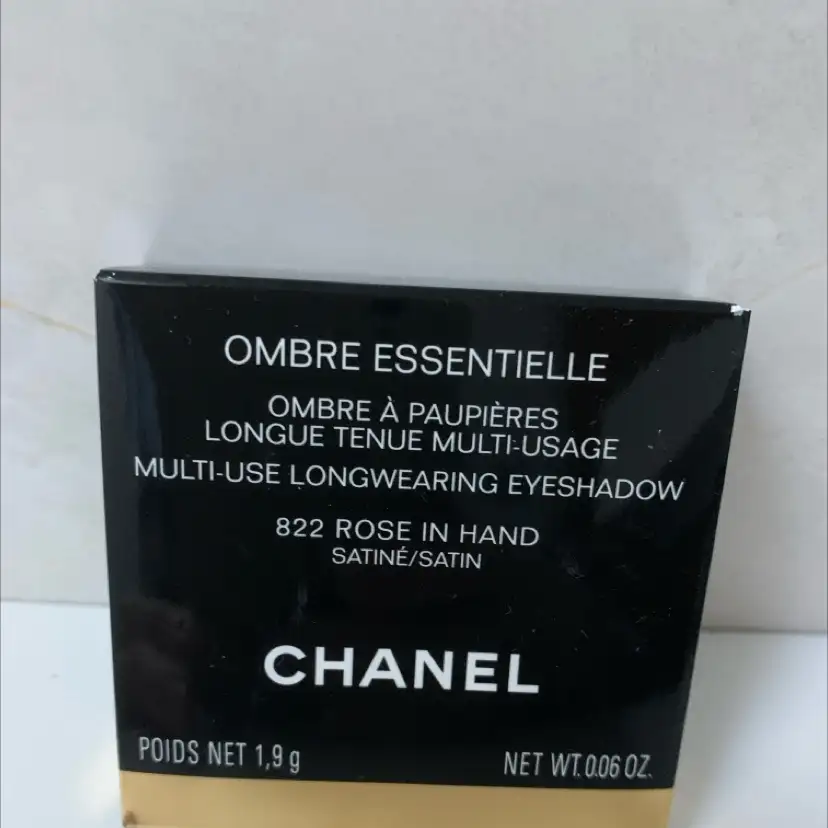 OMBRE ESSENTIELLE
OMBRE À PAUPIÈRES
LONGUE TENUE MULTI-USAGE
MULTI-USE LONGWEARING EYESHADOW
822 ROSE IN HAND
SATINÉ/SATIN
CHANEL
POIDS NET 1,9 g NET WT. 0.06 OZ.